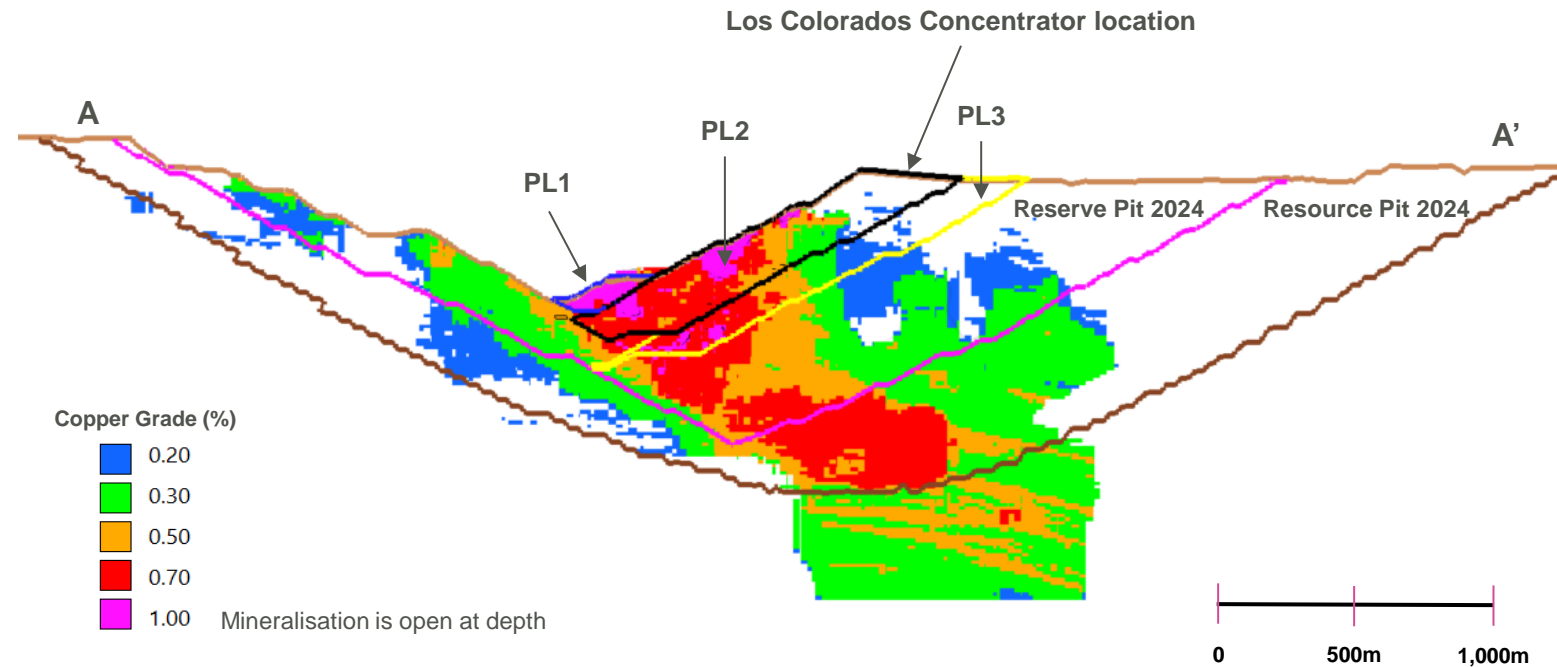 Los Colorados Concentrator location
A
PL3
A'
PL2
PL1
Reserve Pit 2024
Resource Pit 2024
Copper Grade (%)
0.20
0.30
0.50
0.70
1.00
Mineralisation is open at depth
0
500m
1,000m